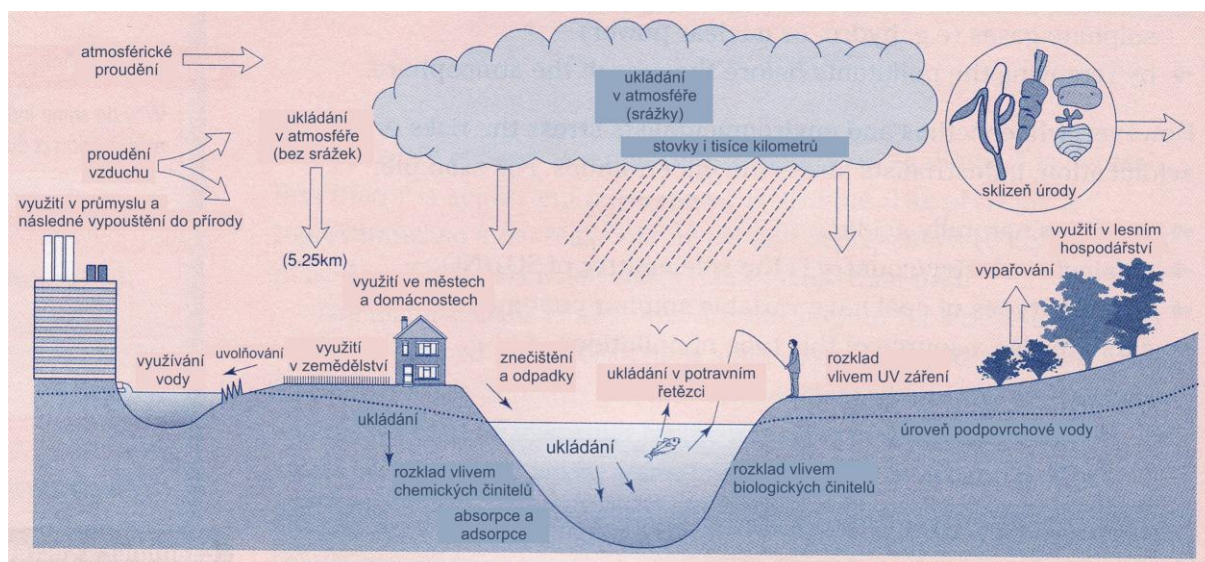 atmosférické
proudění
ukládání
v atmosféře
(bez srážek)
ukládání
v atmosféře
(srážky)
stovky i tisíce kilometrů
sklizeň úrody
proudění
vzduchu
využití v průmyslu a
následné vypouštění do přírody
(5.25km)
využití ve městech
a domácnostech
využití v lesním
hospodářství
vypařování
využívání
vody
uvolňování
využití
v zemědělství
znečištění
a odpadky
ukládání v potravním
řetězci
rozklad
vlivem UV záření
ukládání
úroveň podpovrchové vody
ukládání
rozklad vlivem
chemických činitelů
rozklad vlivem
biologických činitelů
absorpce a
adsorpce